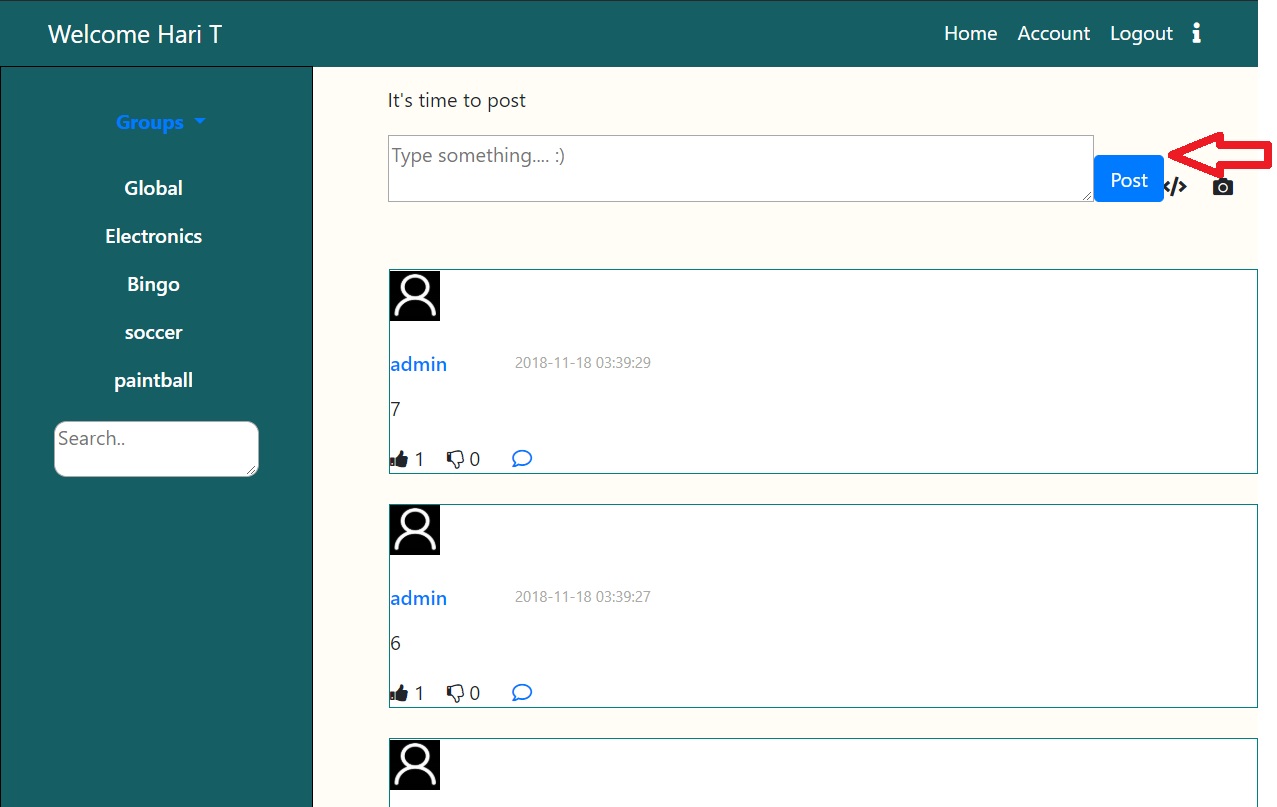 Welcome Hari T
Home Account Logout
Groups
Global
Electronics
Bingo
soccer
paintball
Search..
It's time to post
Type something.... :)
Post
</>
admin 2018-11-18 03:39:29
7
1 0
admin 2018-11-18 03:39:27
6
1 0